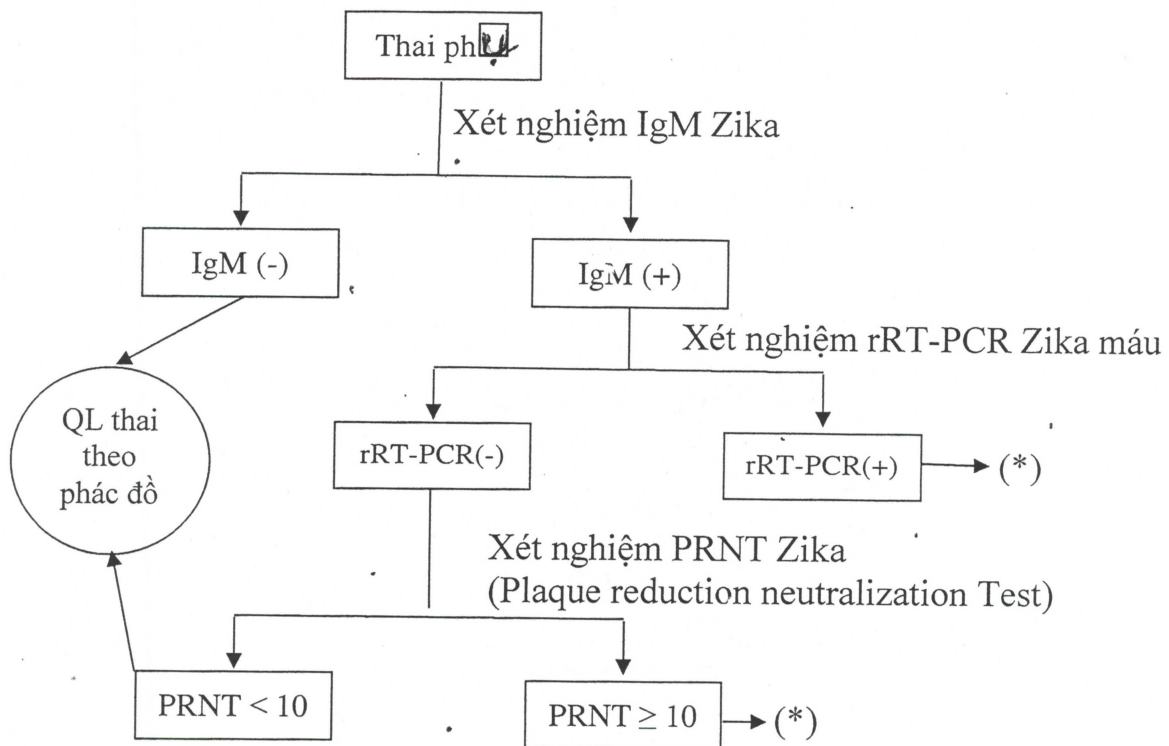 Thai phụ
Xét nghiệm IgM Zika
IgM (-)
IgM (+)
Xét nghiệm rRT-PCR Zika máu
QL thai
theo
phác đồ
rRT-PCR(-)
rRT-PCR(+)
(*)
Xét nghiệm PRNT Zika
(Plaque reduction neutralization Test)
PRNT < 10
PRNT ≥ 10
(*)